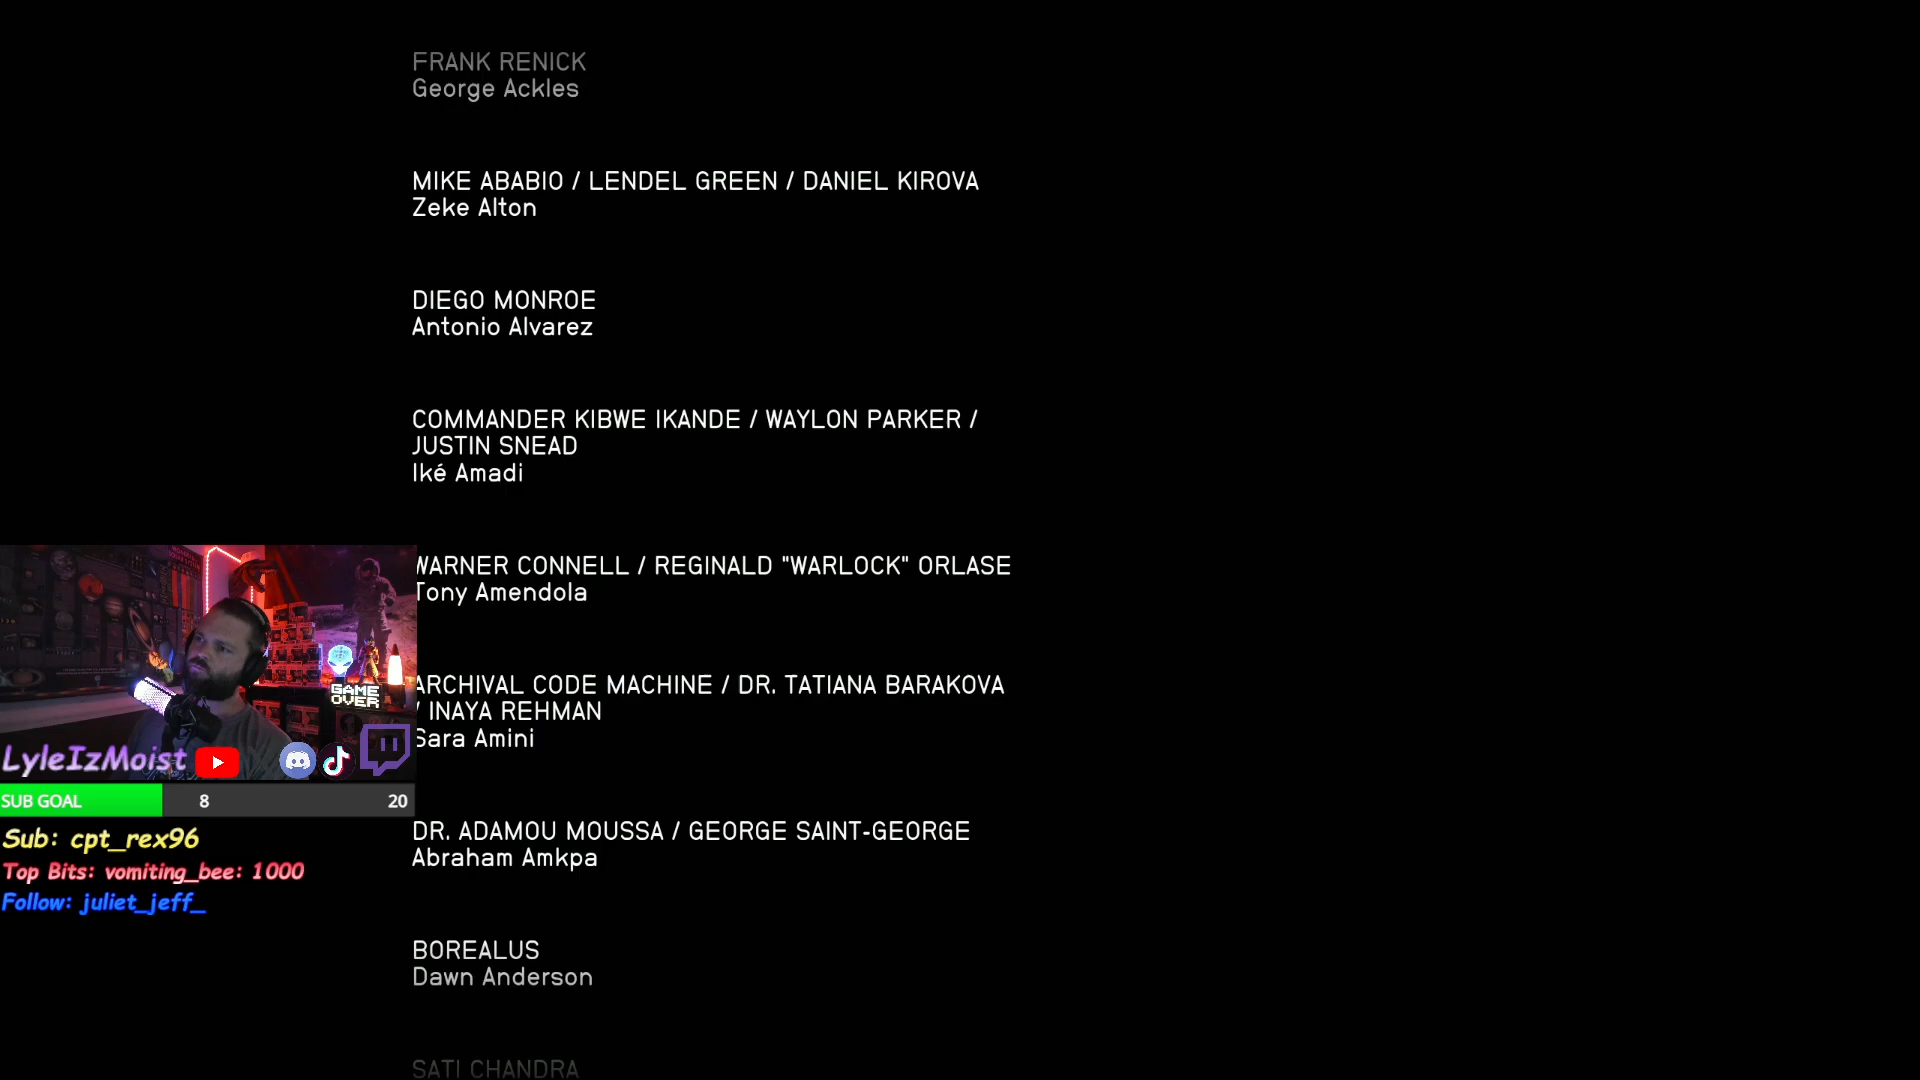 FRANK RENICK
George Ackles
MIKE ABABIO / LENDEL GREEN / DANIEL KIROVA
Zeke Alton
DIEGO MONROE
Antonio Alvarez
COMMANDER KIBWE IKANDE / WAYLON PARKER /
JUSTIN SNEAD
Iké Amadi
WARNER CONNELL / REGINALD "WARLOCK" ORLASE
Tony Amendola
ARCHIVAL CODE MACHINE / DR. TATIANA BARAKOVA
/ INAYA REHMAN
Sara Amini
DR. ADAMOU MOUSSA / GEORGE SAINT-GEORGE
Abraham Amkpa
BOREALUS
Dawn Anderson
SATI CHANDRA
GAME
OVER
LyleIzMoist
SUB GOAL 8 20
Sub: cpt_rex96
Top Bits: vomiting_bee: 1000
Follow: juliet_jeff_